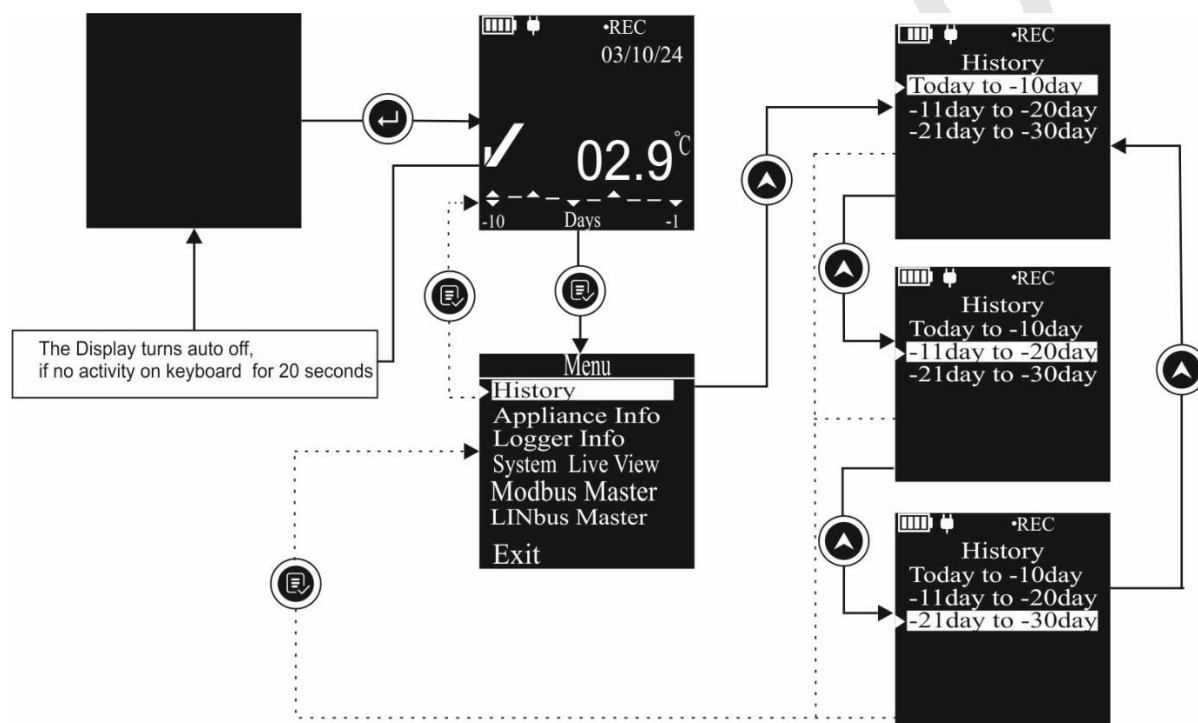 •REC
03/10/24
02.9°C
-10 Days -1
The Display turns auto off,
if no activity on keyboard for 20 seconds
Menu
History
Appliance Info
Logger Info
System Live View
Modbus Master
LINbus Master
Exit
•REC
History
Today to -10day
-11day to -20day
-21day to -30day
•REC
History
Today to -10day
-11day to -20day
-21day to -30day
•REC
History
Today to -10day
-11day to -20day
-21day to -30day